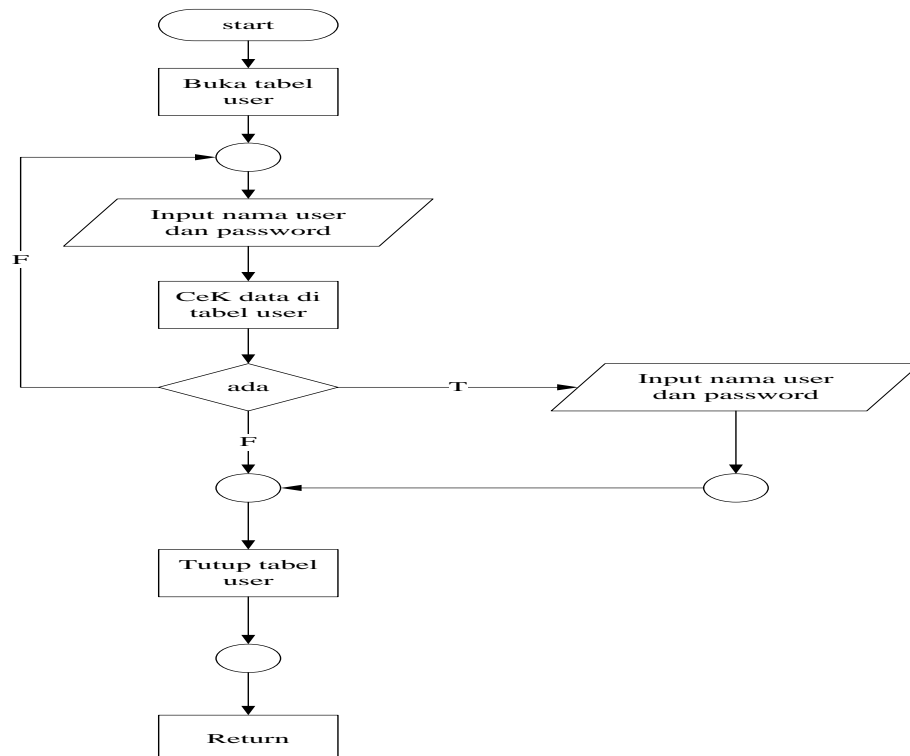 start
Buka tabel
user
Input nama user
dan password
F
CeK data di
tabel user
ada
T
Input nama user
dan password
F
Tutup tabel
user
Return